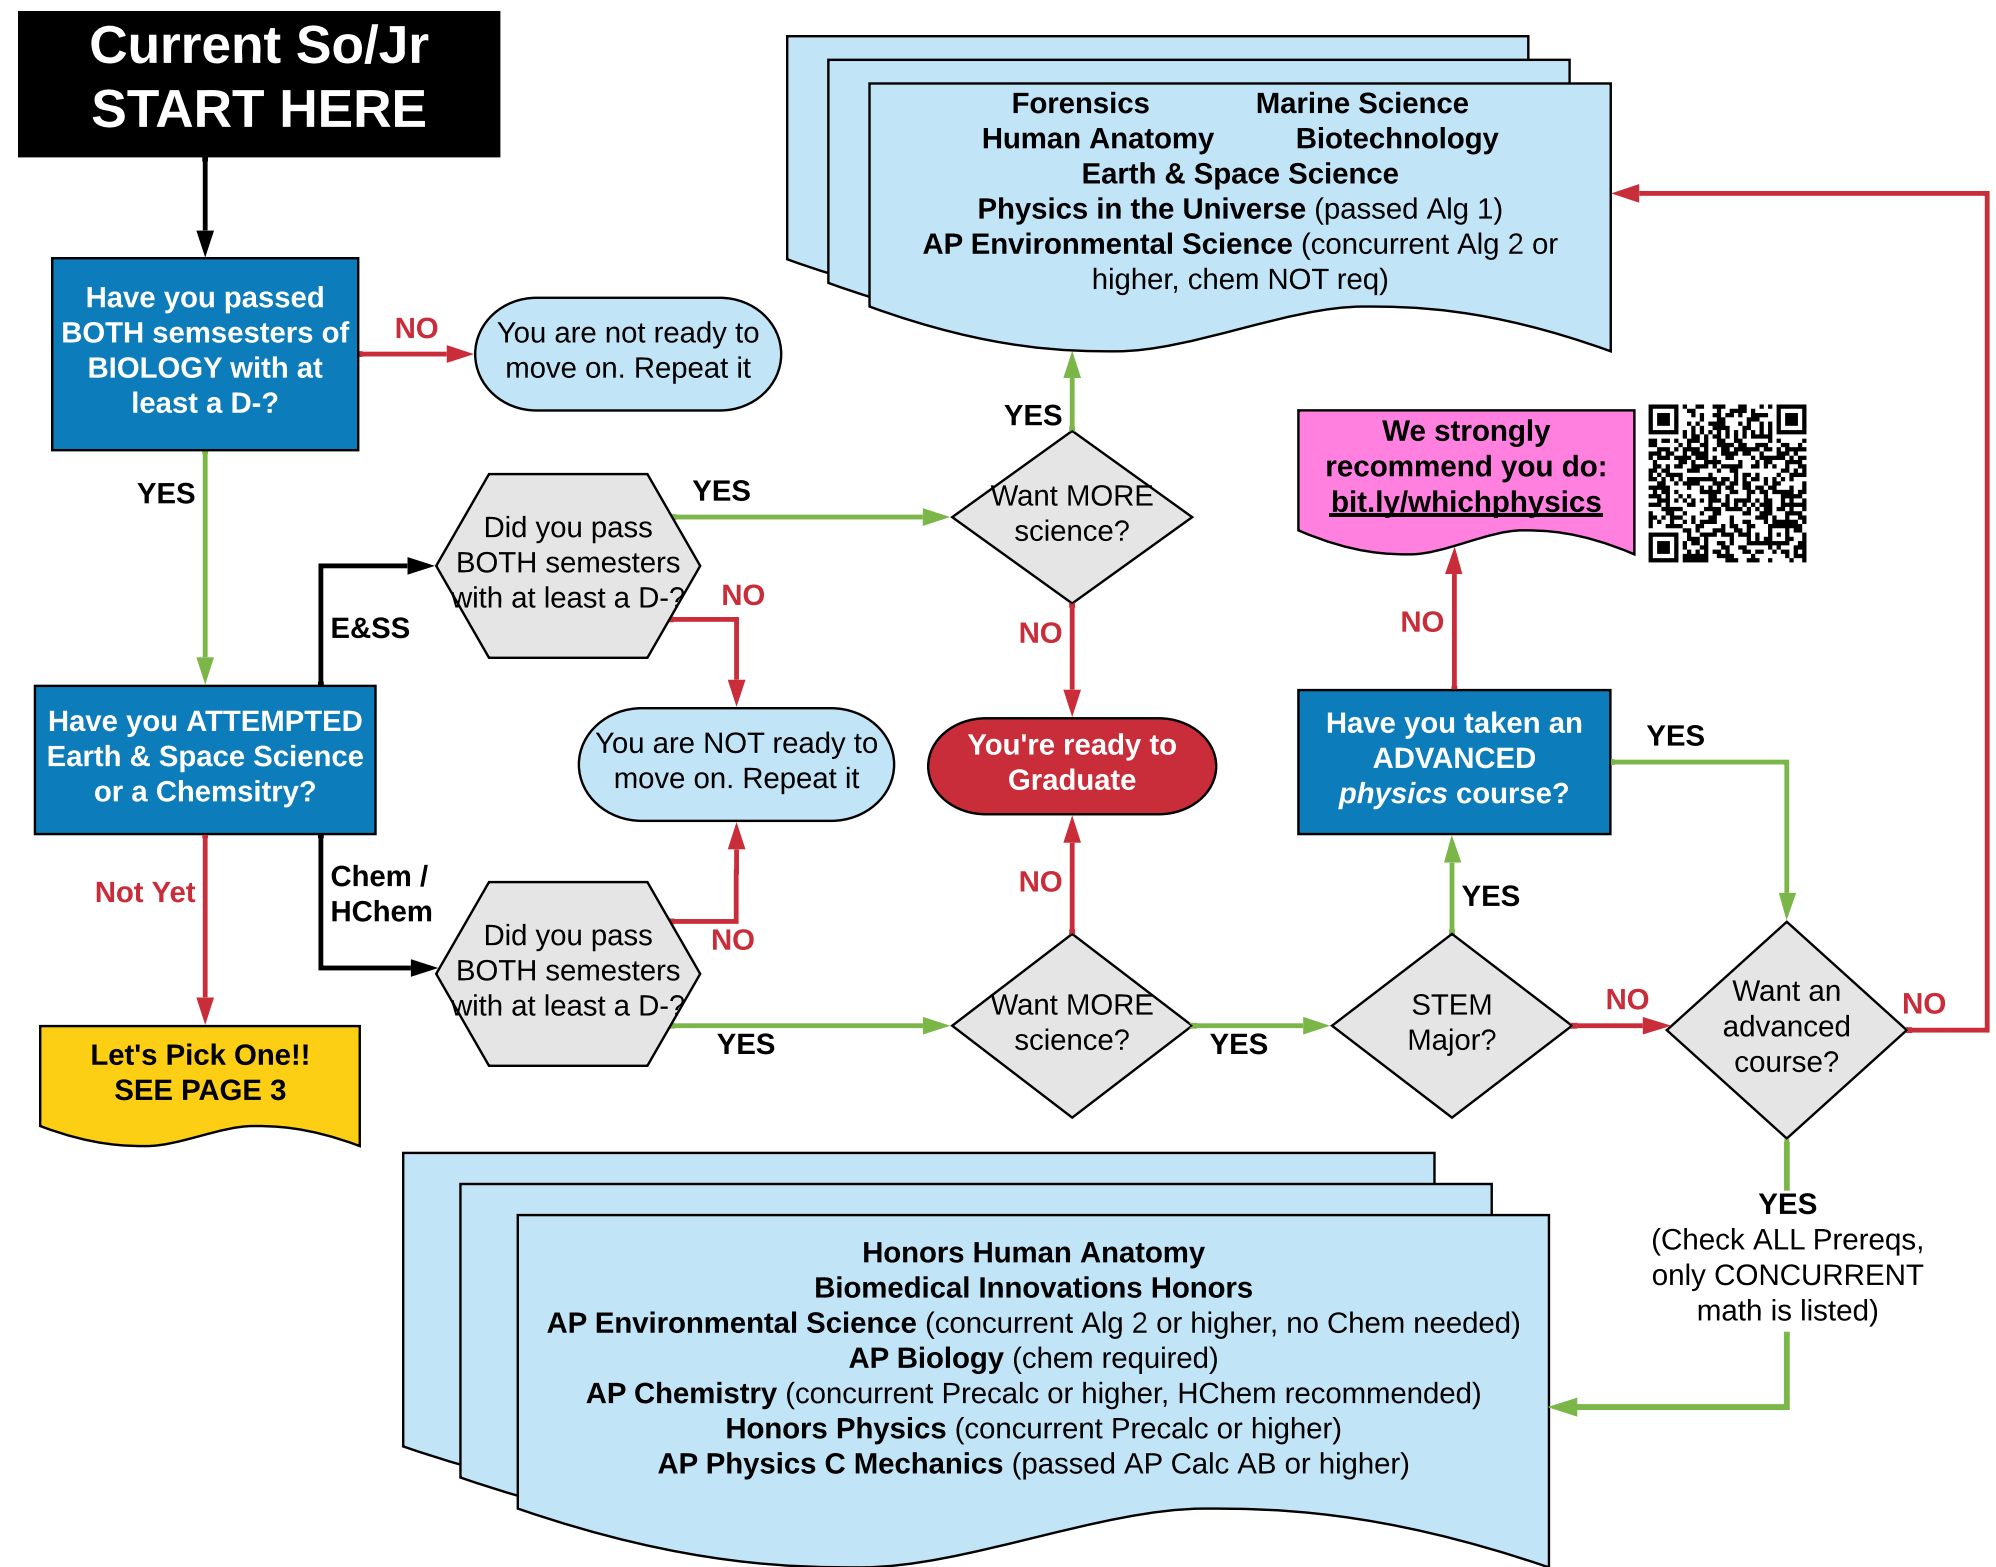 Current So/Jr
START HERE
Have you passed
BOTH semsesters of
BIOLOGY with at
least a D-?
NO
You are not ready to
move on. Repeat it
YES
Have you ATTEMPTED
Earth & Space Science
or a Chemsitry?
E&SS
Did you pass
BOTH semesters
with at least a D-?
YES
NO
You are NOT ready to
move on. Repeat it
Not Yet
Let's Pick One!!
SEE PAGE 3
Chem /
HChem
Did you pass
BOTH semesters
with at least a D-?
NO
YES
Want MORE
science?
YES
NO
Forensics Marine Science
Human Anatomy Biotechnology
Earth & Space Science
Physics in the Universe (passed Alg 1)
AP Environmental Science (concurrent Alg 2 or
higher, chem NOT req)
You're ready to
Graduate
NO
Want MORE
science?
YES
STEM
Major?
YES
NO
Have you taken an
ADVANCED
physics course?
NO
We strongly
recommend you do:
bit.ly/whichphysics
YES
Want an
advanced
course?
NO
YES
(Check ALL Prereqs,
only CONCURRENT
math is listed)
Honors Human Anatomy
Biomedical Innovations Honors
AP Environmental Science (concurrent Alg 2 or higher, no Chem needed)
AP Biology (chem required)
AP Chemistry (concurrent Precalc or higher, HChem recommended)
Honors Physics (concurrent Precalc or higher)
AP Physics C Mechanics (passed AP Calc AB or higher)